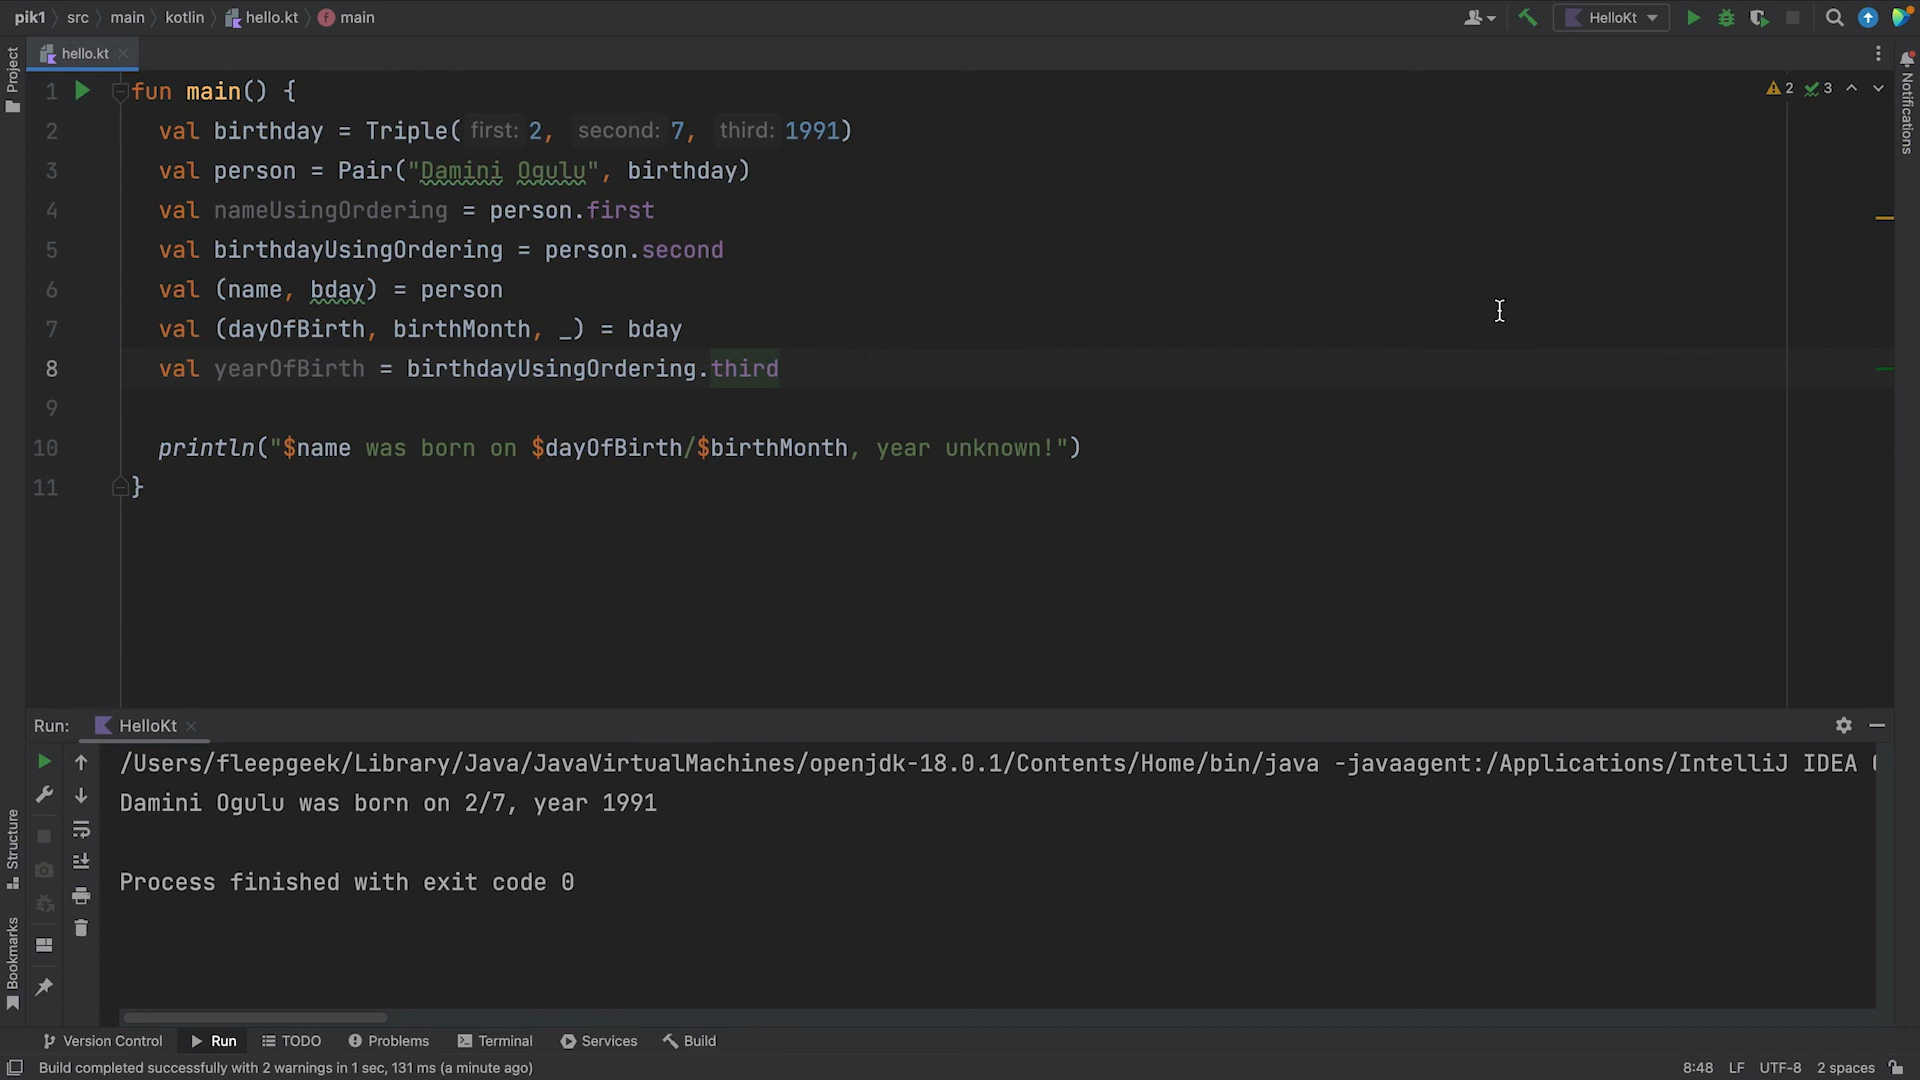 pik1 src main kotlin hello.kt main HelloKt
hello.kt
Project
Notifications
1 fun main() { 2 3
2 val birthday = Triple( first: 2, second: 7, third: 1991)
3 val person = Pair("Damini Ogulu", birthday)
4 val nameUsingOrdering = person.first
5 val birthdayUsingOrdering = person.second
6 val (name, bday) = person
7 val (dayOfBirth, birthMonth, _) = bday
8 val yearOfBirth = birthdayUsingOrdering.third
9
10 println("$name was born on $dayOfBirth/$birthMonth, year unknown!")
11 }
Run: HelloKt
/Users/fleepgeek/Library/Java/JavaVirtualMachines/openjdk-18.0.1/Contents/Home/bin/java -javaagent:/Applications/IntelliJ IDEA
Damini Ogulu was born on 2/7, year 1991
Process finished with exit code 0
Structure
Bookmarks
Version Control Run TODO Problems Terminal Services Build
Build completed successfully with 2 warnings in 1 sec, 131 ms (a minute ago) 8:48 LF UTF-8 2 spaces